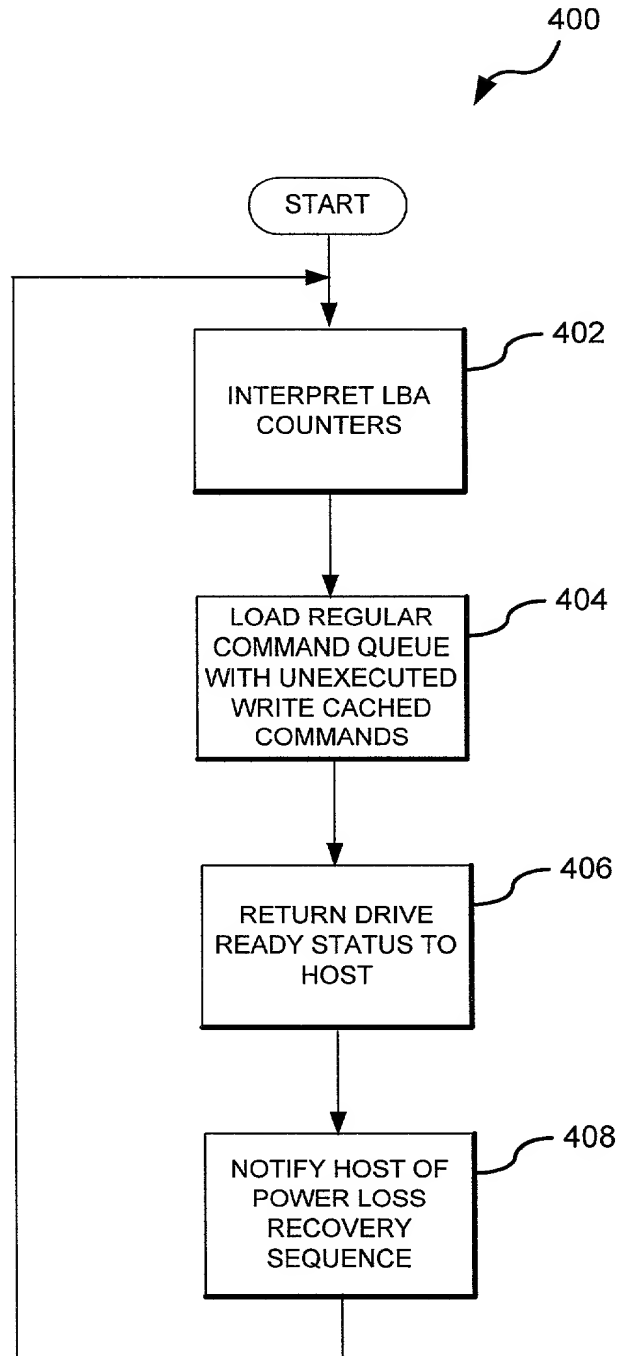 400
START
402
INTERPRET LBA
COUNTERS
404
LOAD REGULAR
COMMAND QUEUE
WITH UNEXECUTED
WRITE CACHED
COMMANDS
406
RETURN DRIVE
READY STATUS TO
HOST
408
NOTIFY HOST OF
POWER LOSS
RECOVERY
SEQUENCE